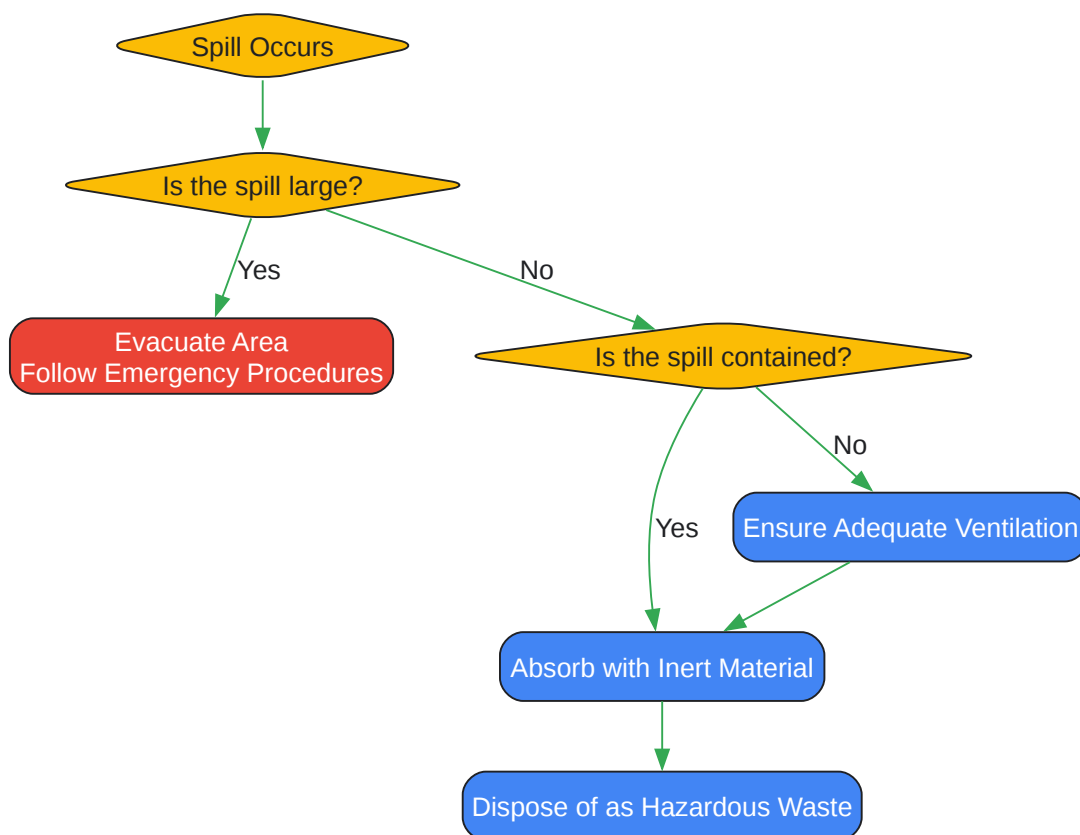 Spill Occurs
Is the spill large?
Yes
No
Evacuate Area
Follow Emergency Procedures
Is the spill contained?
No
Yes
Ensure Adequate Ventilation
Absorb with Inert Material
Dispose of as Hazardous Waste